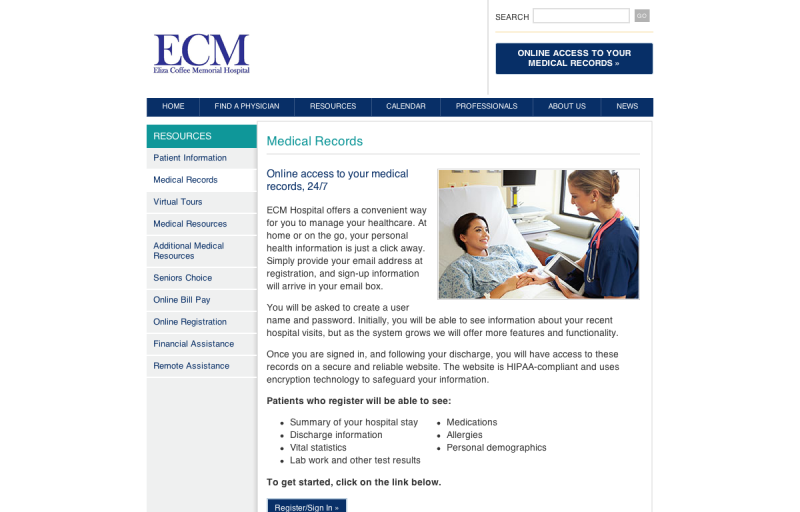 SEARCH
GO
ONLINE ACCESS TO YOUR
MEDICAL RECORDS »
ECM
Eliza Coffee Memorial Hospital
HOME FIND A PHYSICIAN RESOURCES CALENDAR PROFESSIONALS ABOUT US NEWS
RESOURCES
Patient Information
Medical Records
Virtual Tours
Medical Resources
Additional Medical
Resources
Seniors Choice
Online Bill Pay
Online Registration
Financial Assistance
Remote Assistance
Medical Records
Online access to your medical
records, 24/7
ECM Hospital offers a convenient way
for you to manage your healthcare. At
home or on the go, your personal
health information is just a click away.
Simply provide your email address at
registration, and sign-up information
will arrive in your email box.
You will be asked to create a user
name and password. Initially, you will be able to see information about your recent
hospital visits, but as the system grows we will offer more features and functionality.
Once you are signed in, and following your discharge, you will have access to these
records on a secure and reliable website. The website is HIPAA-compliant and uses
encryption technology to safeguard your information.
Patients who register will be able to see:
• Summary of your hospital stay
• Discharge information
• Vital statistics
• Lab work and other test results
• Medications
• Allergies
• Personal demographics
To get started, click on the link below.
Register/Sign In »